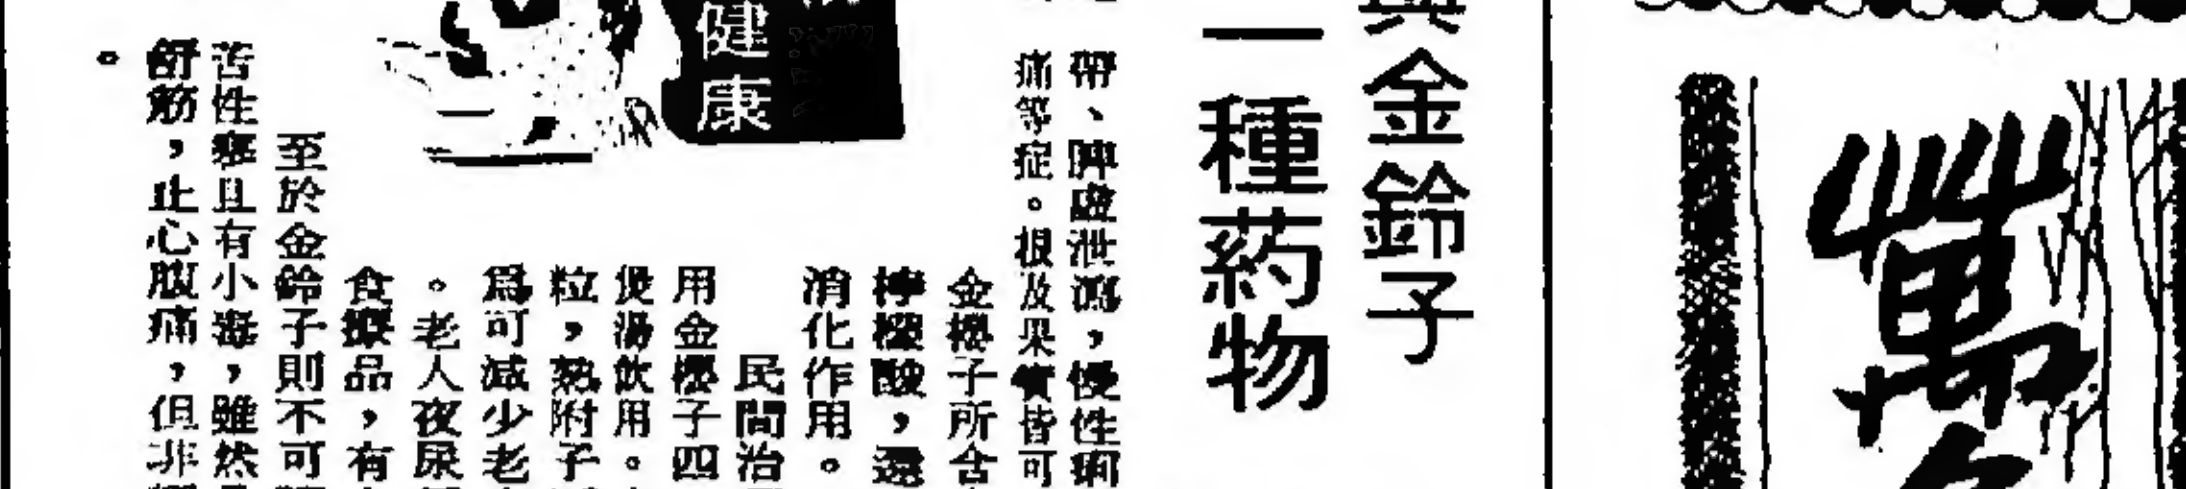 萬
金鈴子
一種葯物
帶、脾虛泄瀉，慢性痢
痛等症。根及果實皆可
健康
金櫻子所含
檸檬酸，還
消化作用。
民間治
用金櫻子四
煲湯飲用。
粒，熟附子
為可減少老
。老人夜尿
食療品，有
至於金鈴子則不可
苦性寒且有小毒，雖然
舒筋，止心腹痛，但非
。